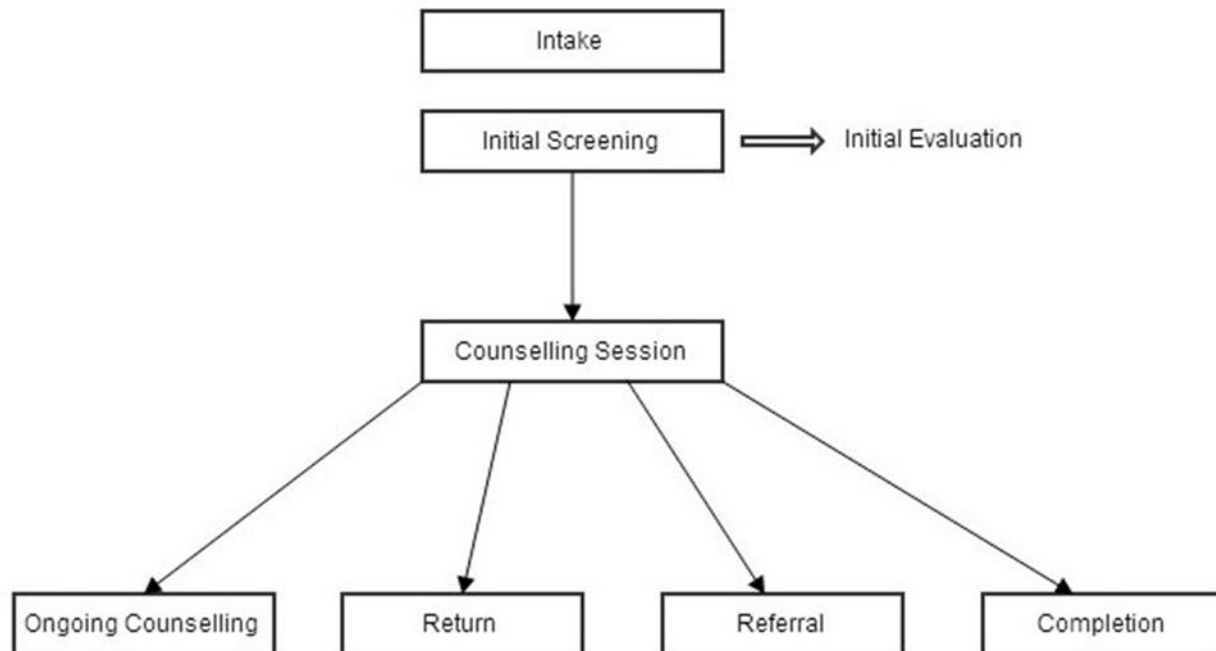 Intake
Initial Screening
Initial Evaluation
Counselling Session
Ongoing Counselling
Return
Referral
Completion